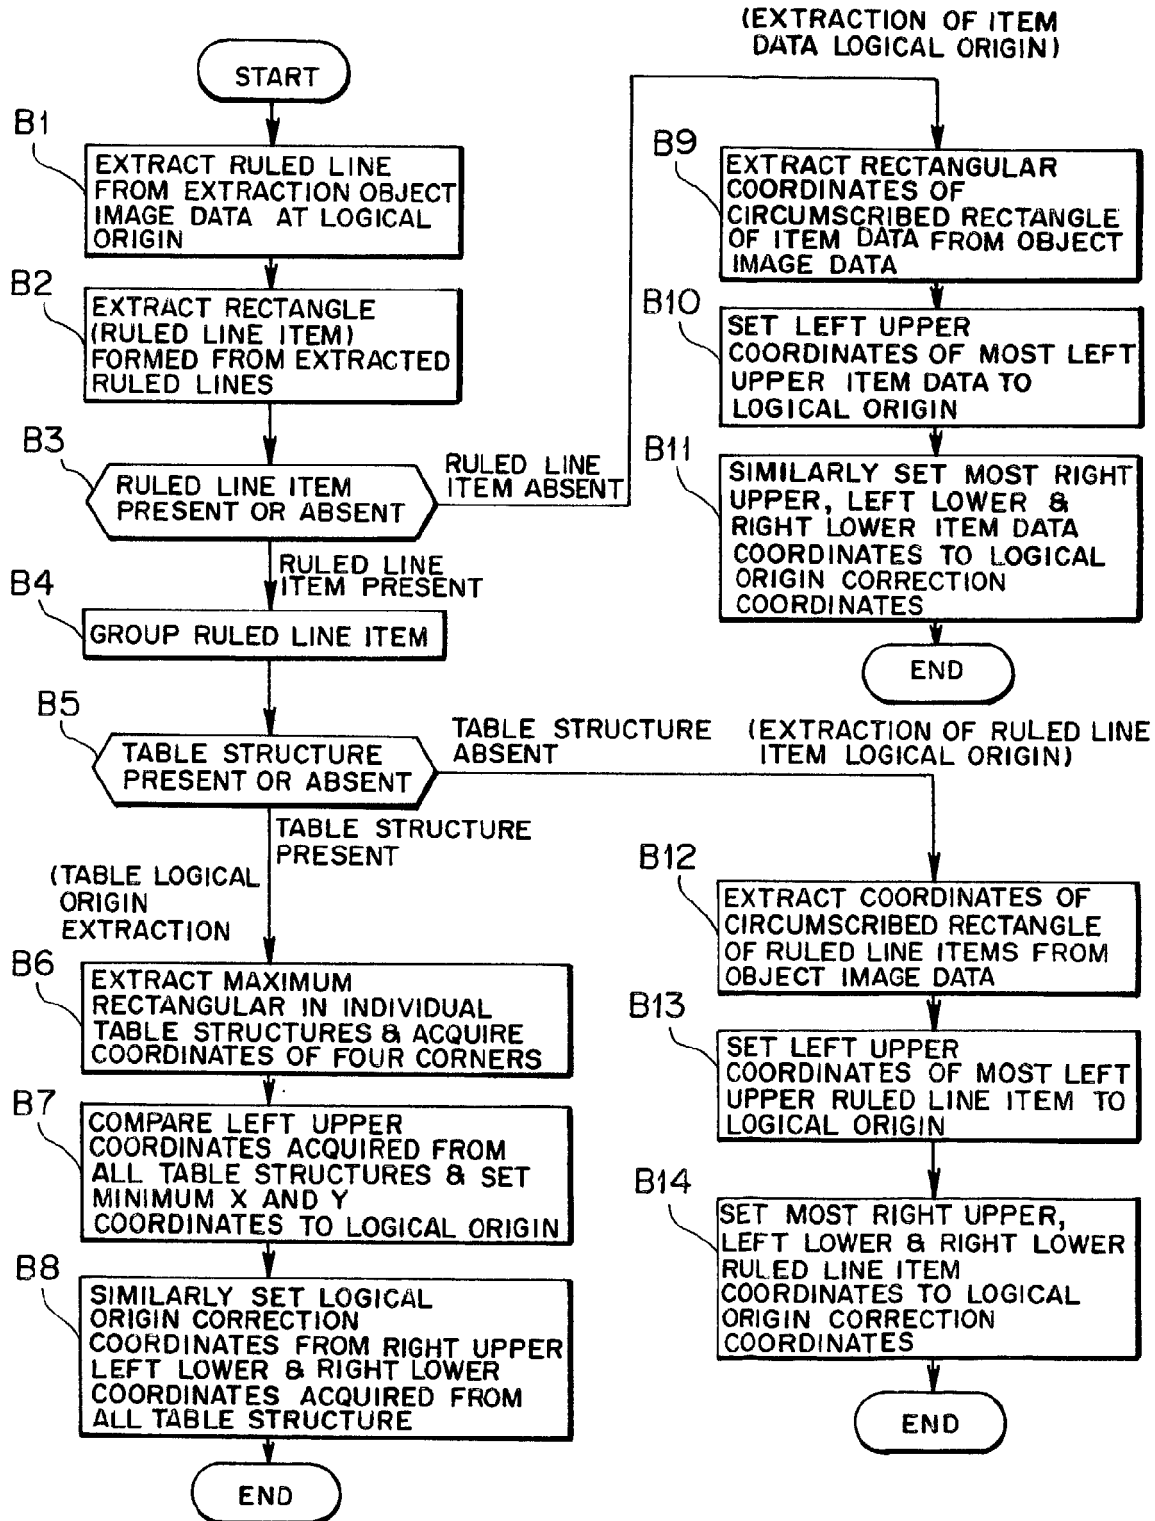 START
B1
EXTRACT RULED LINE
FROM EXTRACTION OBJECT
IMAGE DATA AT LOGICAL
ORIGIN
B2
EXTRACT RECTANGLE
(RULED LINE ITEM)
FORMED FROM EXTRACTED
RULED LINES
B3
RULED LINE ITEM
PRESENT OR ABSENT
RULED LINE
ITEM ABSENT
RULED LINE
ITEM PRESENT
B4
GROUP RULED LINE ITEM
B5
TABLE STRUCTURE
PRESENT OR ABSENT
TABLE STRUCTURE
ABSENT
TABLE STRUCTURE
PRESENT
(TABLE LOGICAL
ORIGIN
EXTRACTION
B6
EXTRACT MAXIMUM
RECTANGULAR IN INDIVIDUAL
TABLE STRUCTURES & ACQUIRE
COORDINATES OF FOUR CORNERS
B7
COMPARE LEFT UPPER
COORDINATES ACQUIRED FROM
ALL TABLE STRUCTURES & SET
MINIMUM X AND Y
COORDINATES TO LOGICAL ORIGIN
B8
SIMILARLY SET LOGICAL
ORIGIN CORRECTION
COORDINATES FROM RIGHT UPPER
LEFT LOWER & RIGHT LOWER
COORDINATES ACQUIRED FROM
ALL TABLE STRUCTURE
END
(EXTRACTION OF ITEM
DATA LOGICAL ORIGIN)
B9
EXTRACT RECTANGULAR
COORDINATES OF
CIRCUMSCRIBED RECTANGLE
OF ITEM DATA FROM OBJECT
IMAGE DATA
B10
SET LEFT UPPER
COORDINATES OF MOST LEFT
UPPER ITEM DATA TO
LOGICAL ORIGIN
B11
SIMILARLY SET MOST RIGHT
UPPER, LEFT LOWER &
RIGHT LOWER ITEM DATA
COORDINATES TO LOGICAL
ORIGIN CORRECTION
COORDINATES
END
(EXTRACTION OF RULED LINE
ITEM LOGICAL ORIGIN)
B12
EXTRACT COORDINATES OF
CIRCUMSCRIBED RECTANGLE
OF RULED LINE ITEMS FROM
OBJECT IMAGE DATA
B13
SET LEFT UPPER
COORDINATES OF MOST LEFT
UPPER RULED LINE ITEM TO
LOGICAL ORIGIN
B14
SET MOST RIGHT UPPER,
LEFT LOWER & RIGHT LOWER
RULED LINE ITEM
COORDINATES TO LOGICAL
ORIGIN CORRECTION
COORDINATES
END